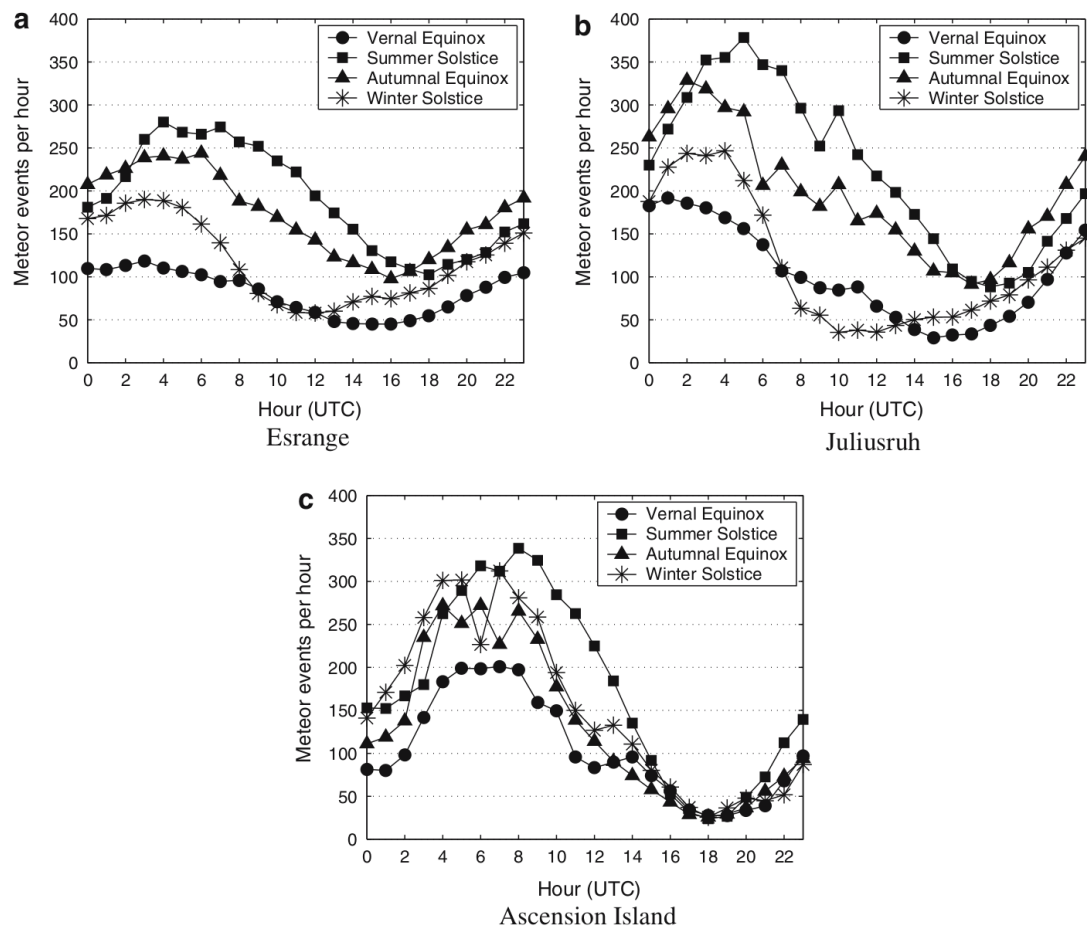 a
400
350
300
250
200
150
100
50
0
Meteor events per hour
Vernal Equinox
Summer Solstice
Autumnal Equinox
Winter Solstice
0 2 4 6 8 10 12 14 16 18 20 22
Hour (UTC)
Esrange
b
400
350
300
250
200
150
100
50
0
Meteor events per hour
Vernal Equinox
Summer Solstice
Autumnal Equinox
Winter Solstice
0 2 4 6 8 10 12 14 16 18 20 22
Hour (UTC)
Juliusruh
c
400
350
300
250
200
150
100
50
0
Meteor events per hour
Vernal Equinox
Summer Solstice
Autumnal Equinox
Winter Solstice
0 2 4 6 8 10 12 14 16 18 20 22
Hour (UTC)
Ascension Island